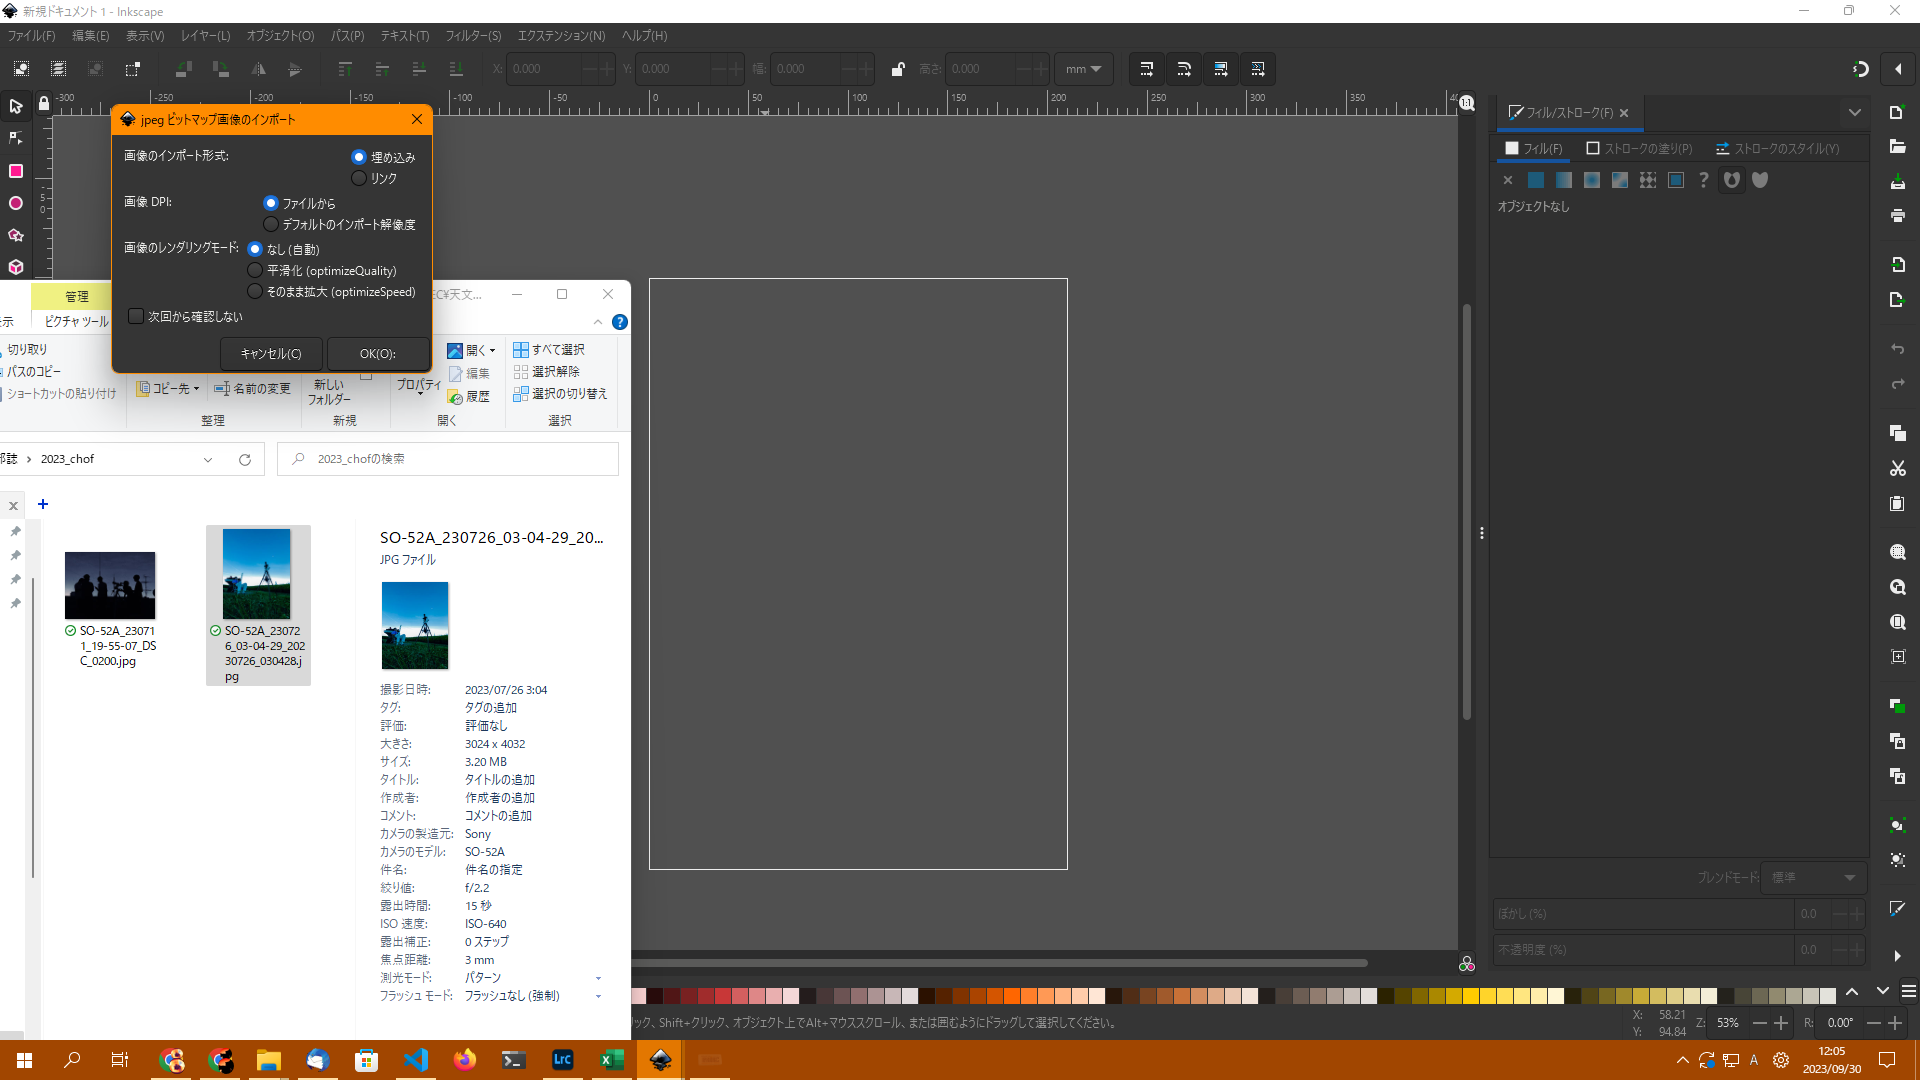 新規ドキュメント 1 - Inkscape
ファイル(F) 編集(E) 表示(V) レイヤー(L) オブジェクト(O) パス(P) テキスト(T) フィルター(S) エクステンション(N) ヘルプ(H)
X: 0.000 Y: 0.000 幅: 0.000 高さ: 0.000 mm
-300 -250 -200 -150 -100 -50 0 50 100 150 200 250 300 350
jpeg ビットマップ画像のインポート
画像のインポート形式: 埋め込み
リンク
画像 DPI: ファイルから
デフォルトのインポート解像度
画像のレンダリングモード: なし (自動)
平滑化 (optimizeQuality)
そのまま拡大 (optimizeSpeed)
次回から確認しない
キャンセル(C) OK(O):
フィル/ストローク(F)
フィル(F) ストロークの塗り(P) ストロークのスタイル(Y)
オブジェクトなし
ブレンドモード: 標準
ぼかし (%) 0.0
不透明度 (%) 0.0
管理
ピクチャ ツール
EC¥天文...
切り取り
パスのコピー
ショートカットの貼り付け
コピー先 名前の変更
新しい
フォルダー
プロパティ
開く
編集
履歴
すべて選択
選択解除
選択の切り替え
整理 新規 開く 選択
部誌 › 2023_chof
2023_chofの検索
SO-52A_23071
1_19-55-07_DS
C_0200.jpg
SO-52A_23072
6_03-04-29_202
30726_030428.j
pg
SO-52A_230726_03-04-29_20...
JPG ファイル
撮影日時: 2023/07/26 3:04
タグ: タグの追加
評価: 評価なし
大きさ: 3024 x 4032
サイズ: 3.20 MB
タイトル: タイトルの追加
作成者: 作成者の追加
コメント: コメントの追加
カメラの製造元: Sony
カメラのモデル: SO-52A
件名: 件名の指定
絞り値: f/2.2
露出時間: 15 秒
ISO 速度: ISO-640
露出補正: 0 ステップ
焦点距離: 3 mm
測光モード: パターン
フラッシュ モード: フラッシュなし (強制)
リック、Shift+クリック、オブジェクト上でAlt+マウススクロール、または囲むようにドラッグして選択してください。
X: 58.21
Y: 94.84
Z: 53% R: 0.00°
Lrc
A
12:05
2023/09/30